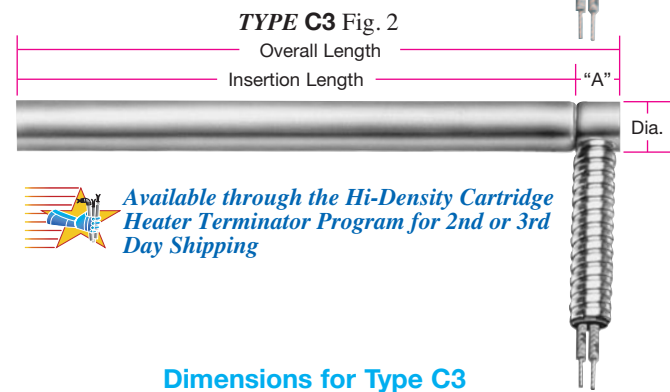 TYPE C3 Fig. 2
Overall Length
Insertion Length
“A”
Dia.
Available through the Hi-Density Cartridge
Heater Terminator Program for 2nd or 3rd
Day Shipping
Dimensions for Type C3